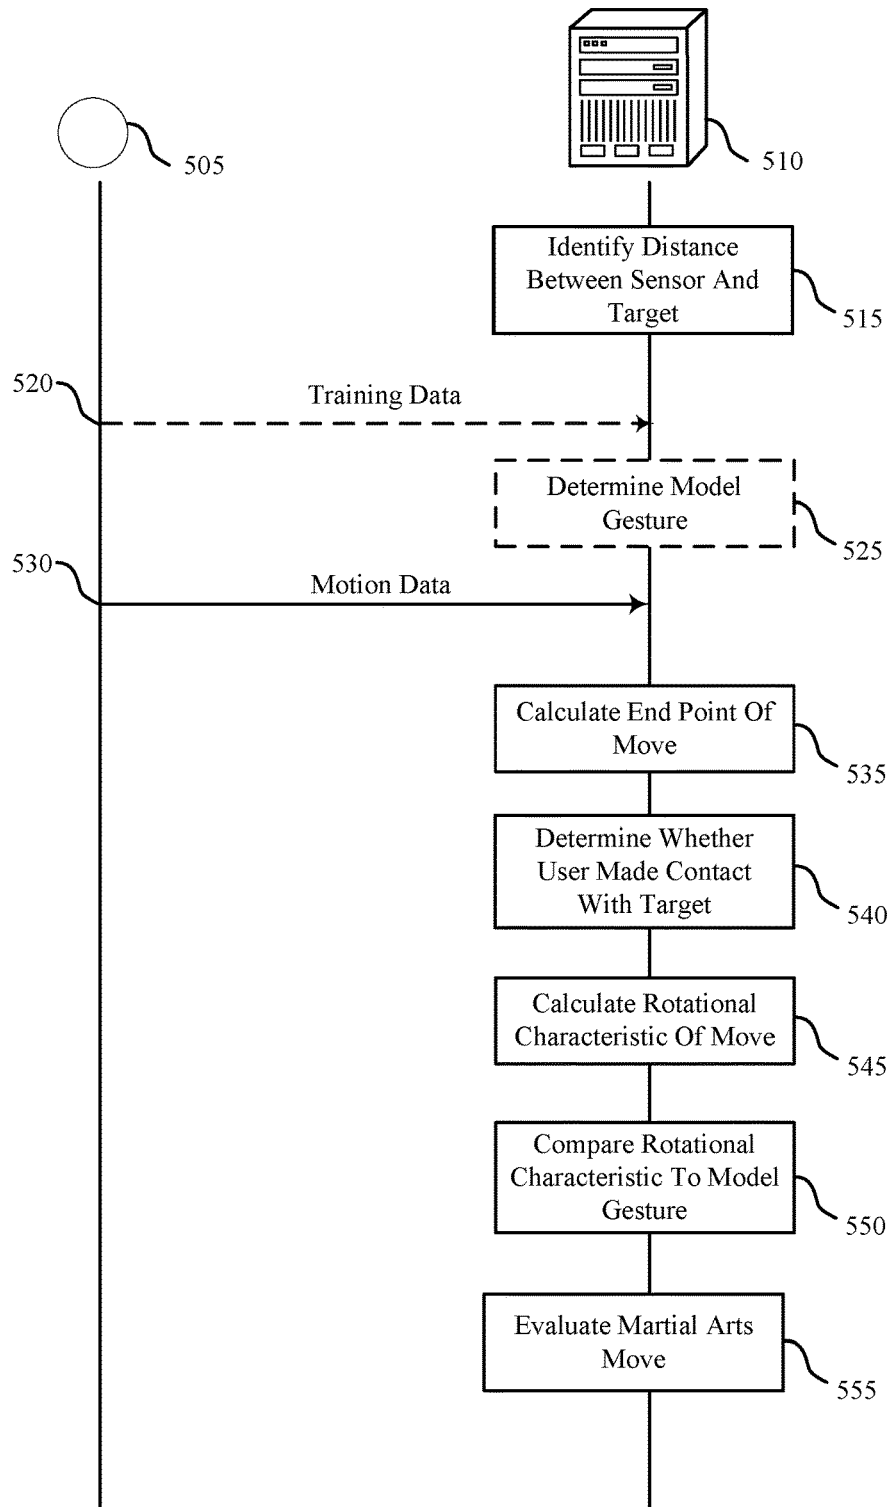 505
510
Identify Distance
Between Sensor And
Target
515
520
Training Data
Determine Model
Gesture
525
530
Motion Data
Calculate End Point Of
Move
535
Determine Whether
User Made Contact
With Target
540
Calculate Rotational
Characteristic Of Move
545
Compare Rotational
Characteristic To Model
Gesture
550
Evaluate Martial Arts
Move
555